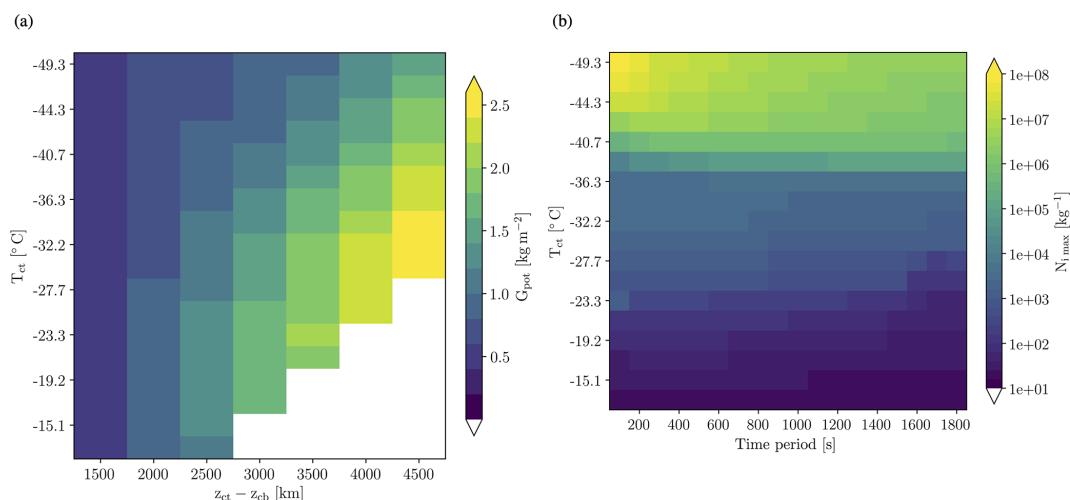 (a)
-49.3
-44.3
-40.7
-36.3
-32.2
-27.7
-23.3
-19.2
-15.1
T_ct [° C]
1500 2000 2500 3000 3500 4000 4500
z_ct − z_cb [km]
2.5
2.0
1.5
1.0
0.5
G_pot [kg m⁻²]
(b)
-49.3
-44.3
-40.7
-36.3
-32.2
-27.7
-23.3
-19.2
-15.1
T_ct [° C]
200 400 600 800 1000 1200 1400 1600 1800
Time period [s]
1e+08
1e+07
1e+06
1e+05
1e+04
1e+03
1e+02
1e+01
N_i max [kg⁻¹]